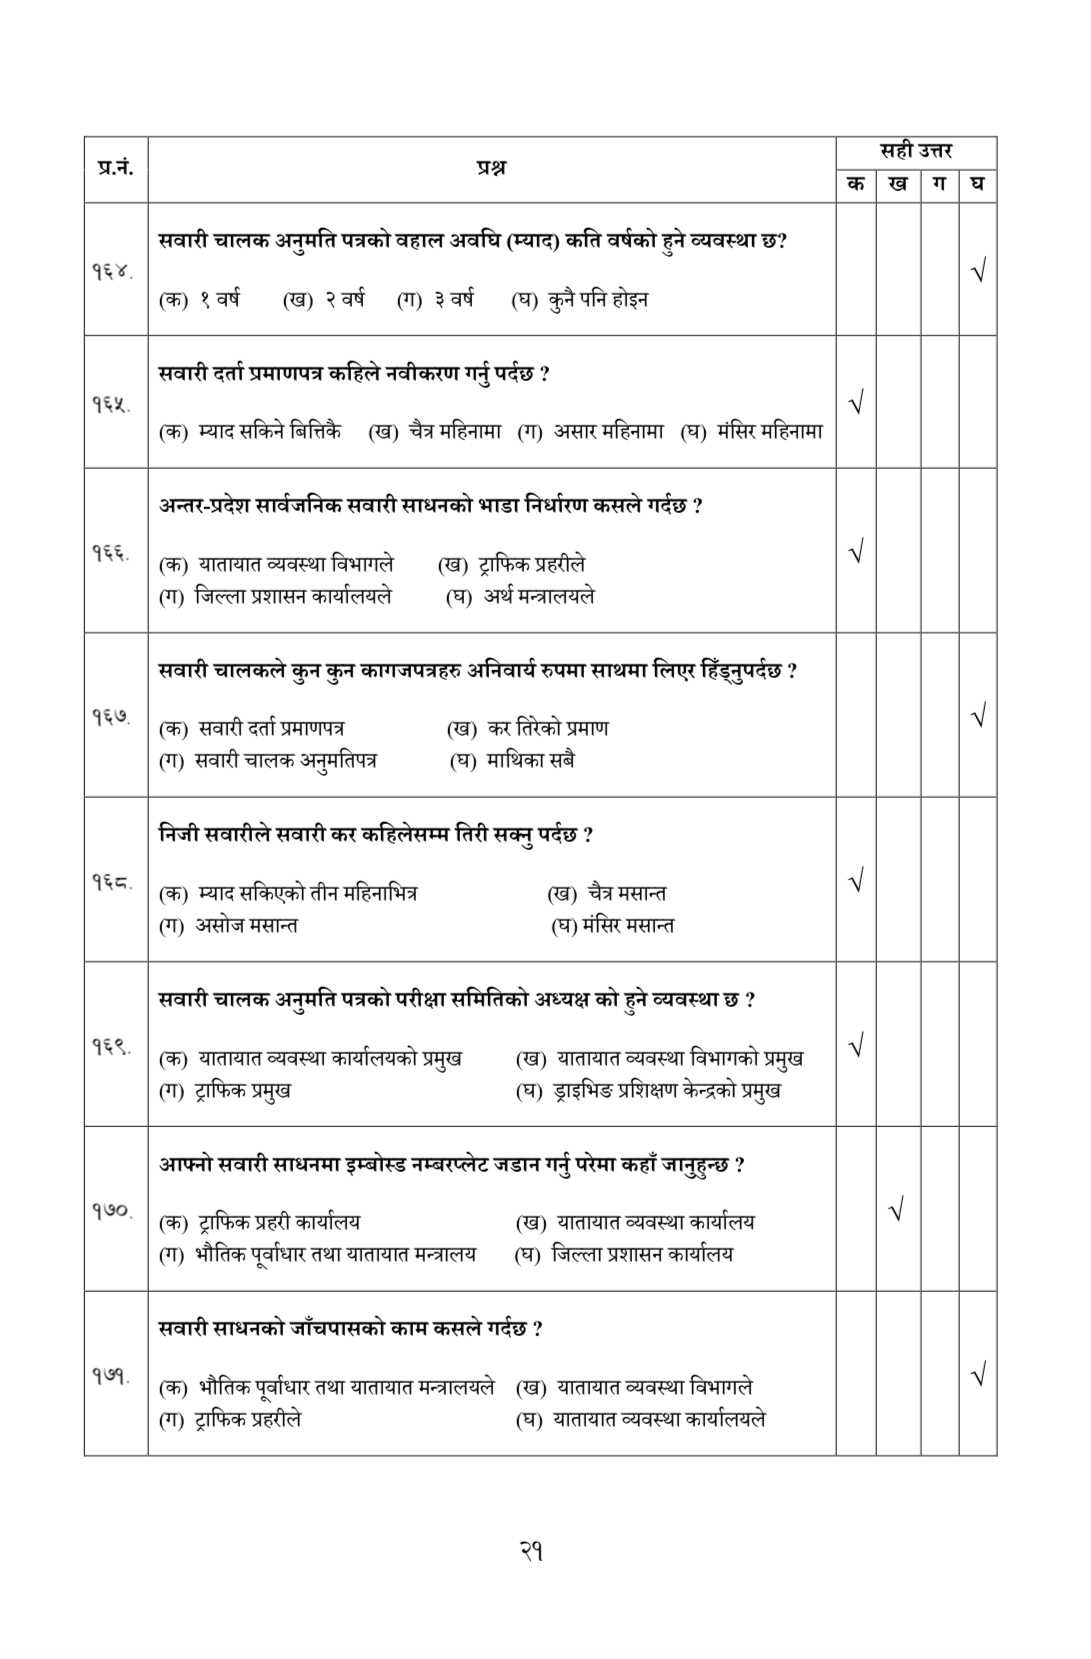 प्र.नं.
प्रश्न
सही उत्तर
क ख ग घ
१६४.
सवारी चालक अनुमति पत्रको वहाल अवधि (म्याद) कति वर्षको हुने व्यवस्था छ?
(क) १ वर्ष (ख) २ वर्ष (ग) ३ वर्ष (घ) कुनै पनि होइन
√
१६५.
सवारी दर्ता प्रमाणपत्र कहिले नवीकरण गर्नु पर्दछ ?
(क) म्याद सकिने बित्तिकै (ख) चैत्र महिनामा (ग) असार महिनामा (घ) मंसिर महिनामा
√
१६६.
अन्तर-प्रदेश सार्वजनिक सवारी साधनको भाडा निर्धारण कसले गर्दछ ?
(क) यातायात व्यवस्था विभागले (ख) ट्राफिक प्रहरीले
(ग) जिल्ला प्रशासन कार्यालयले (घ) अर्थ मन्त्रालयले
√
१६७.
सवारी चालकले कुन कुन कागजपत्रहरु अनिवार्य रुपमा साथमा लिएर हिँड्नुपर्दछ ?
(क) सवारी दर्ता प्रमाणपत्र (ख) कर तिरेको प्रमाण
(ग) सवारी चालक अनुमतिपत्र (घ) माथिका सबै
√
१६८.
निजी सवारीले सवारी कर कहिलेसम्म तिरी सक्नु पर्दछ ?
(क) म्याद सकिएको तीन महिनाभित्र (ख) चैत्र मसान्त
(ग) असोज मसान्त (घ) मंसिर मसान्त
√
१६९.
सवारी चालक अनुमति पत्रको परीक्षा समितिको अध्यक्ष को हुने व्यवस्था छ ?
(क) यातायात व्यवस्था कार्यालयको प्रमुख (ख) यातायात व्यवस्था विभागको प्रमुख
(ग) ट्राफिक प्रमुख (घ) ड्राइभिङ प्रशिक्षण केन्द्रको प्रमुख
√
१७०.
आफ्नो सवारी साधनमा इम्बोस्ड नम्बरप्लेट जडान गर्नु परेमा कहाँ जानुहुन्छ ?
(क) ट्राफिक प्रहरी कार्यालय (ख) यातायात व्यवस्था कार्यालय
(ग) भौतिक पूर्वाधार तथा यातायात मन्त्रालय (घ) जिल्ला प्रशासन कार्यालय
√
१७१.
सवारी साधनको जाँचपासको काम कसले गर्दछ ?
(क) भौतिक पूर्वाधार तथा यातायात मन्त्रालयले (ख) यातायात व्यवस्था विभागले
(ग) ट्राफिक प्रहरीले (घ) यातायात व्यवस्था कार्यालयले
√
२१